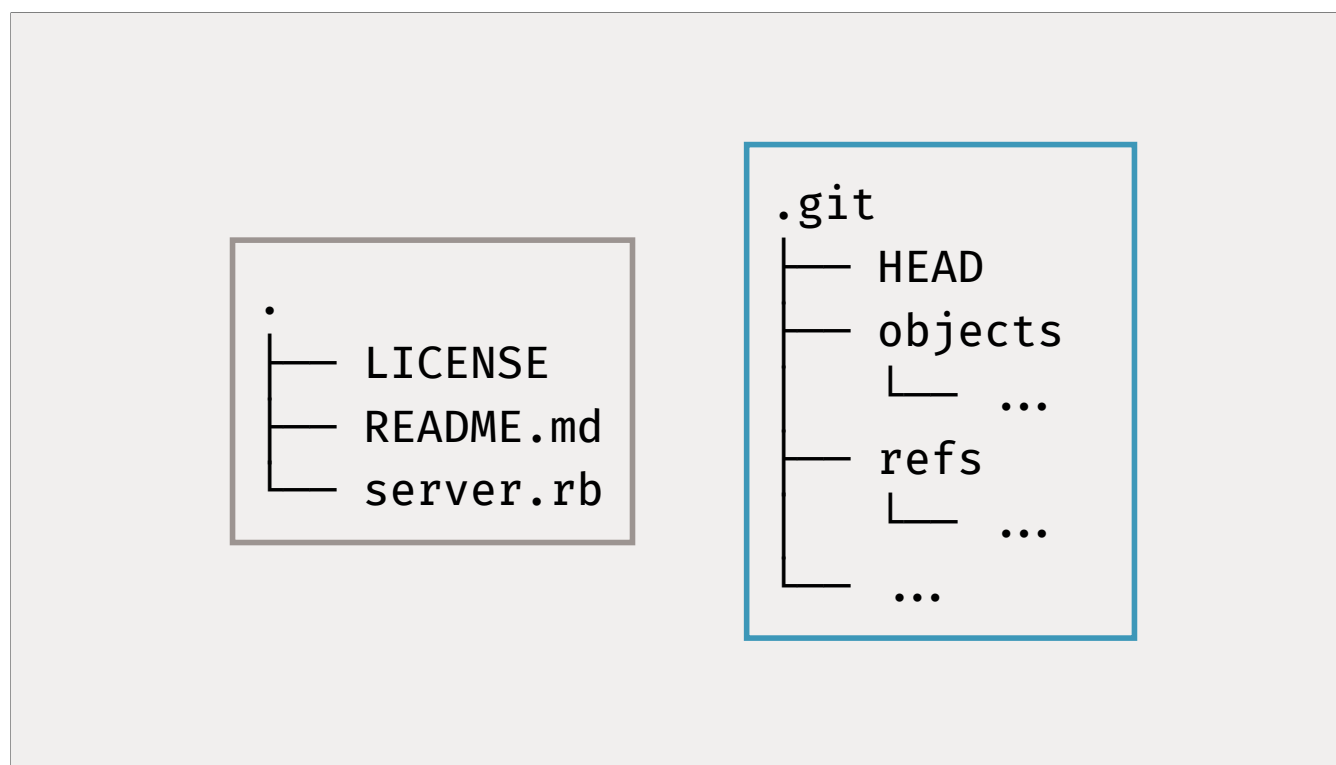 .
├── LICENSE
├── README.md
└── server.rb
.git
├── HEAD
├── objects
│   └── ...
├── refs
│   └── ...
└── ...